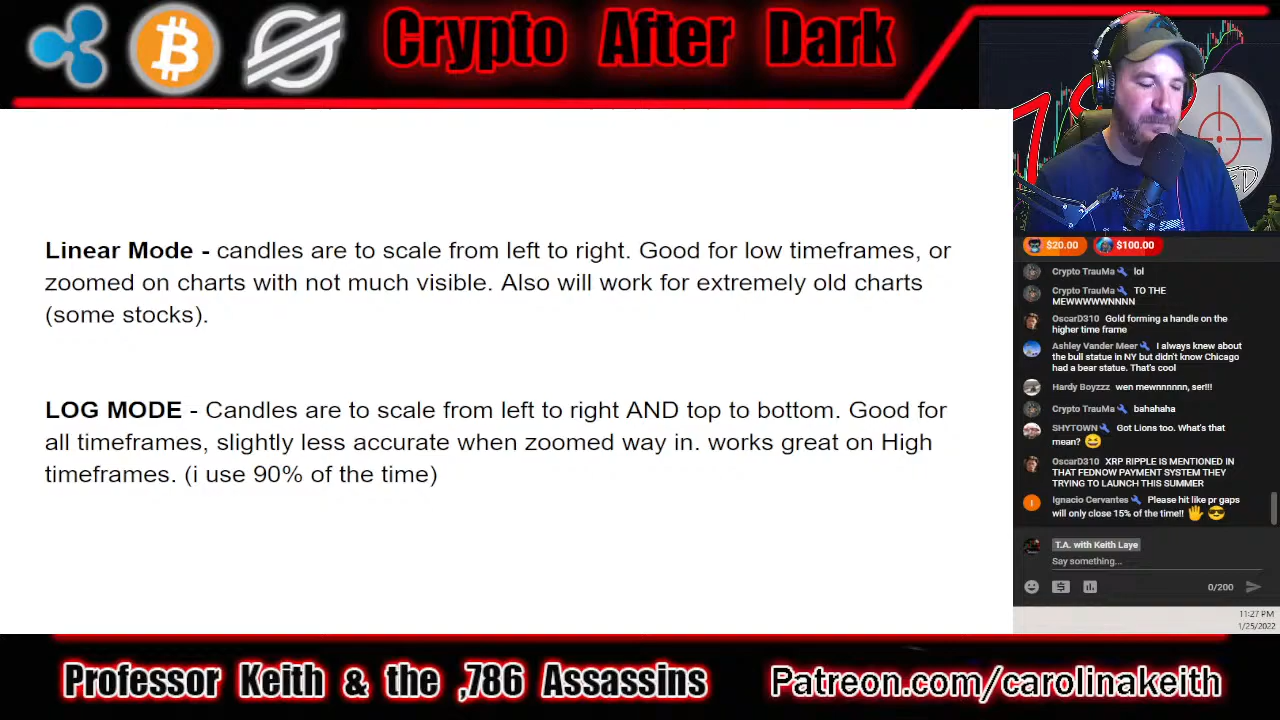 Crypto After Dark
Linear Mode - candles are to scale from left to right. Good for low timeframes, or
zoomed on charts with not much visible. Also will work for extremely old charts
(some stocks).
LOG MODE - Candles are to scale from left to right AND top to bottom. Good for
all timeframes, slightly less accurate when zoomed way in. works great on High
timeframes. (i use 90% of the time)
$20.00 $100.00
Crypto TrauMa lol
Crypto TrauMa TO THE
MEWWWWWNNNN
OscarD310 Gold forming a handle on the
higher time frame
Ashley Vander Meer I always knew about
the bull statue in NY but didn't know Chicago
had a bear statue. That's cool
Hardy Boyzzz wen mewnnnnnn, ser!!!
Crypto TrauMa bahahaha
SHYTOWN Got Lions too. What's that
mean? 😆
OscarD310 XRP RIPPLE IS MENTIONED IN
THAT FEDNOW PAYMENT SYSTEM THEY
TRYING TO LAUNCH THIS SUMMER
Ignacio Cervantes Please hit like pr gaps
will only close 15% of the time!! 🖐️ 😎
T.A. with Keith Laye
Say something...
0/200
11:27 PM
1/25/2022
Professor Keith & the ,786 Assassins
Patreon.com/carolinakeith